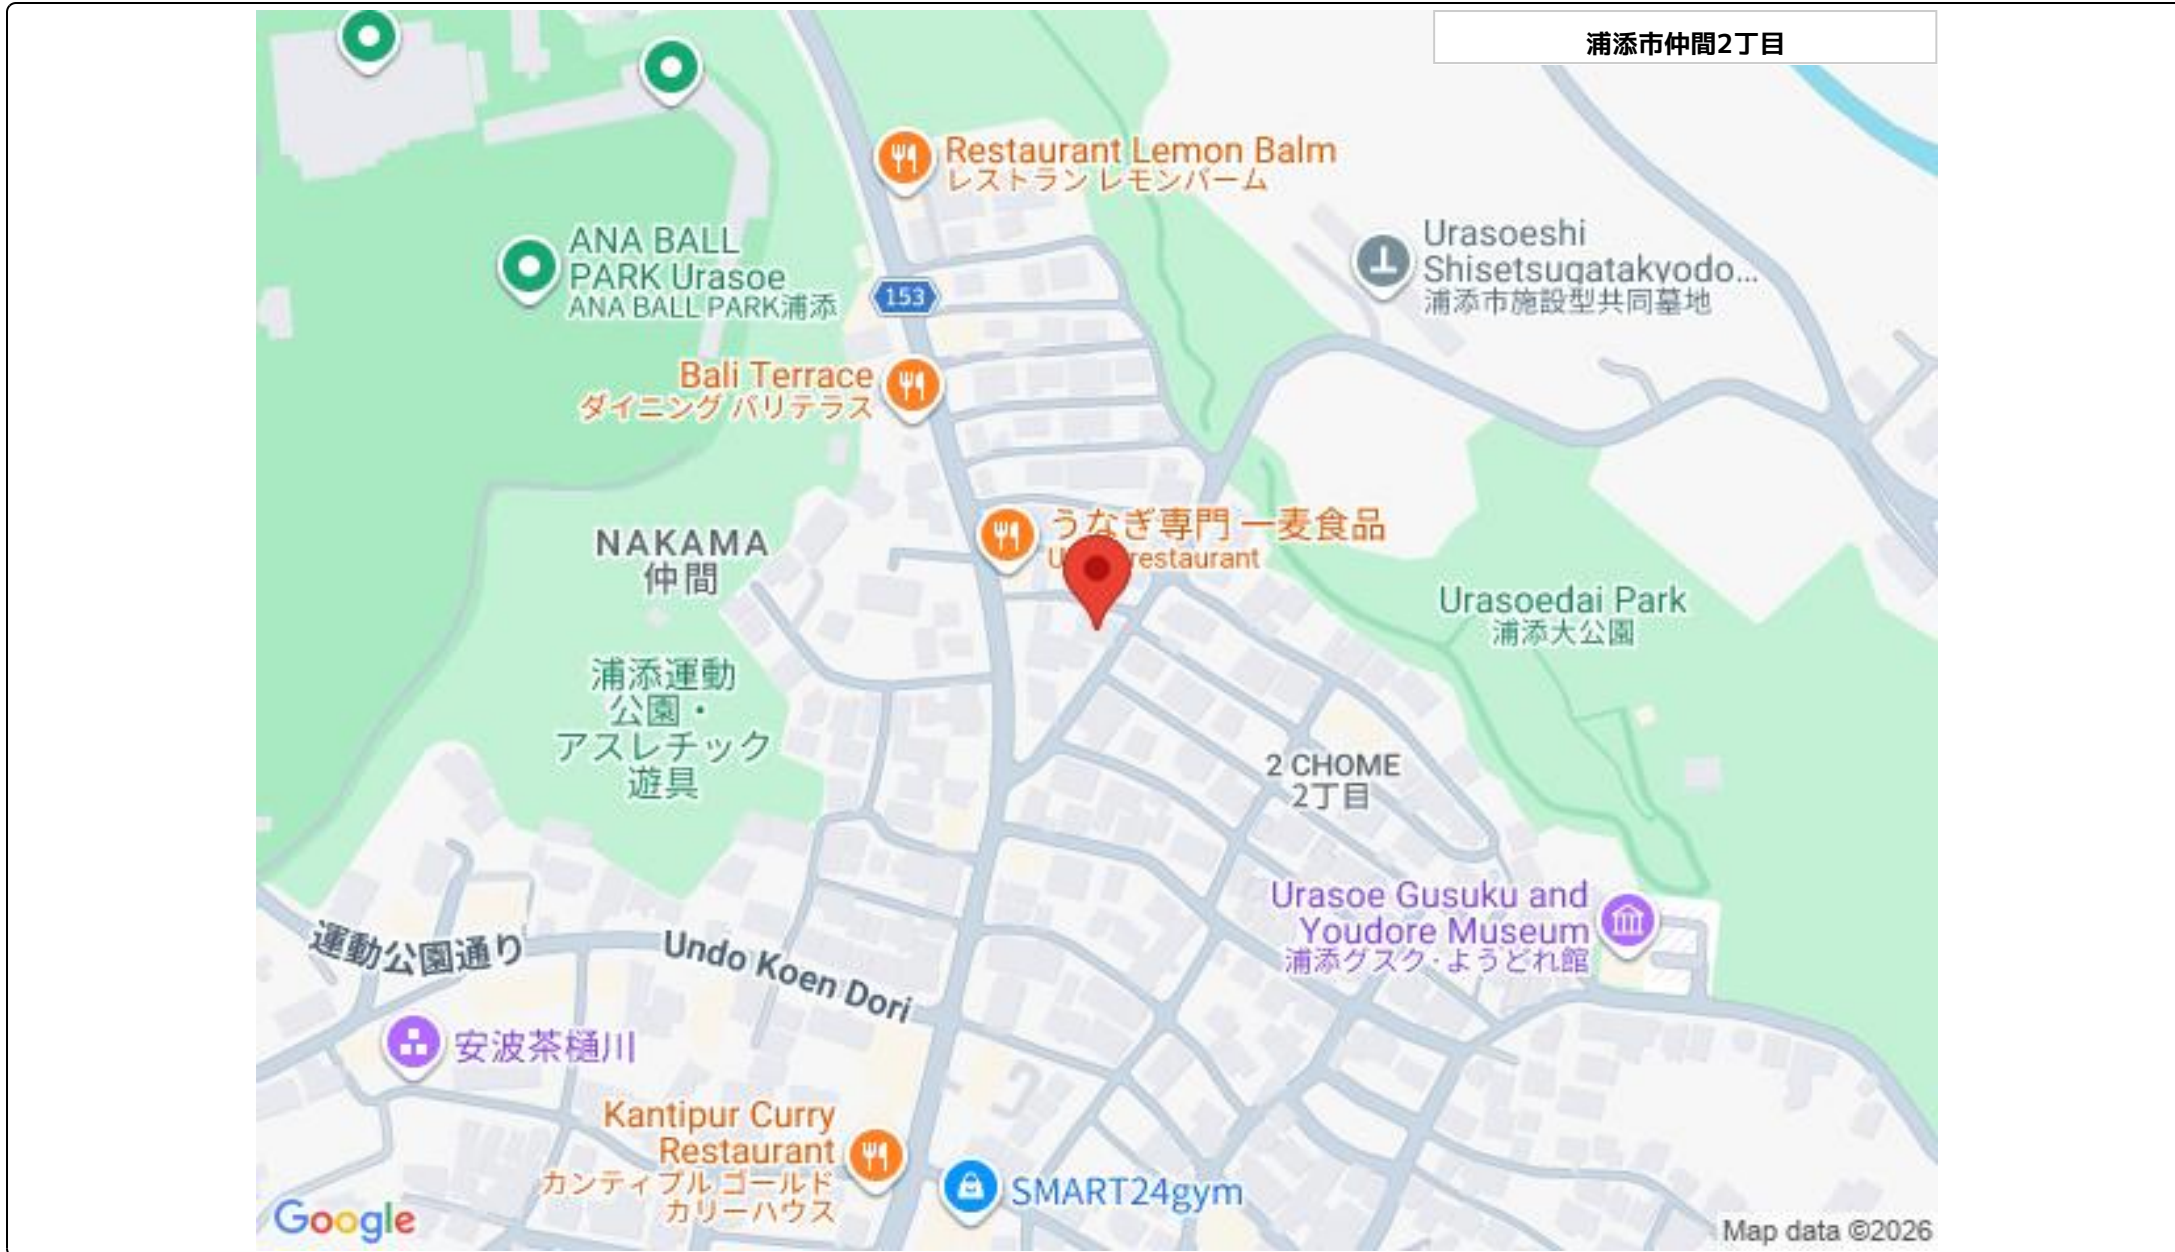 浦添市仲間2丁目
Restaurant Lemon Balm
レストラン レモンバーム
ANA BALL
PARK Urasoe
ANA BALL PARK浦添
153
Urasoeshi
Shisetsugatakyodo...
浦添市施設型共同墓地
Bali Terrace
ダイニング バリテラス
うなぎ専門 一麦食品
restaurant
NAKAMA
仲間
Urasoedai Park
浦添大公園
浦添運動
公園・
アスレチック
遊具
2 CHOME
2丁目
Urasoe Gusuku and
Youdore Museum
浦添グスク·ようどれ館
運動公園通り
Undo Koen Dori
安波茶樋川
Kantipur Curry
Restaurant
カンティプル ゴールド
カリーハウス
SMART24gym
Google
Map data ©2026